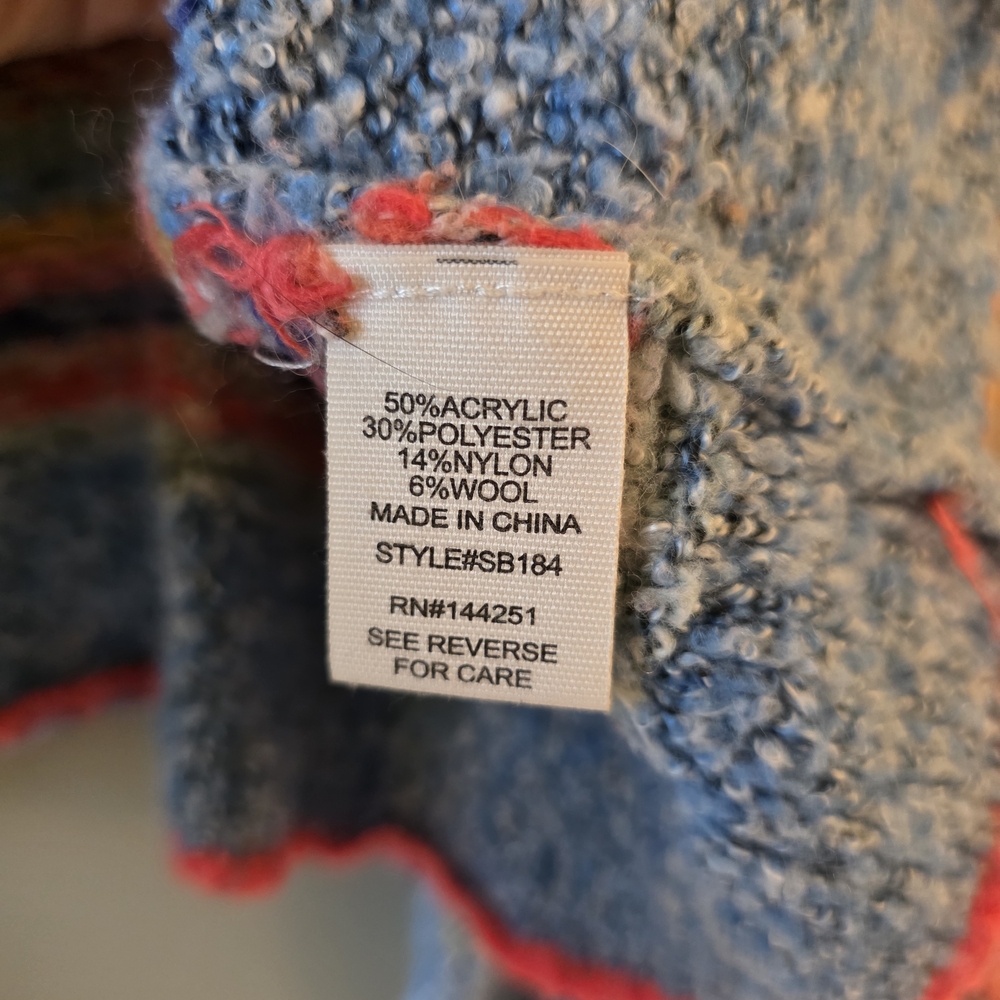 50%ACRYLIC
30%POLYESTER
14%NYLON
6%WOOL
MADE IN CHINA
STYLE#SB184
RN#144251
SEE REVERSE
FOR CARE